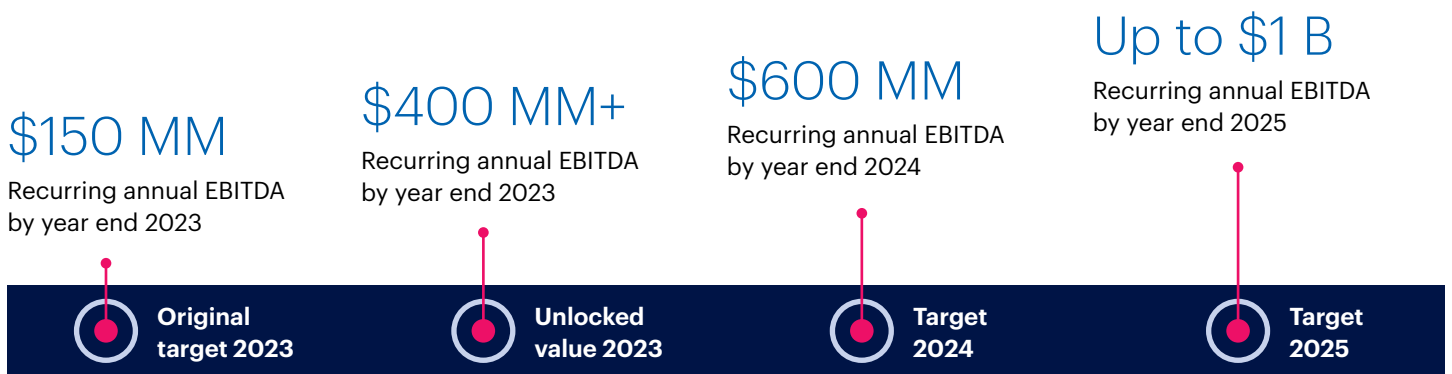 $150 MM
Recurring annual EBITDA
by year end 2023
Original
target 2023
$400 MM+
Recurring annual EBITDA
by year end 2023
Unlocked
value 2023
$600 MM
Recurring annual EBITDA
by year end 2024
Target
2024
Up to $1 B
Recurring annual EBITDA
by year end 2025
Target
2025